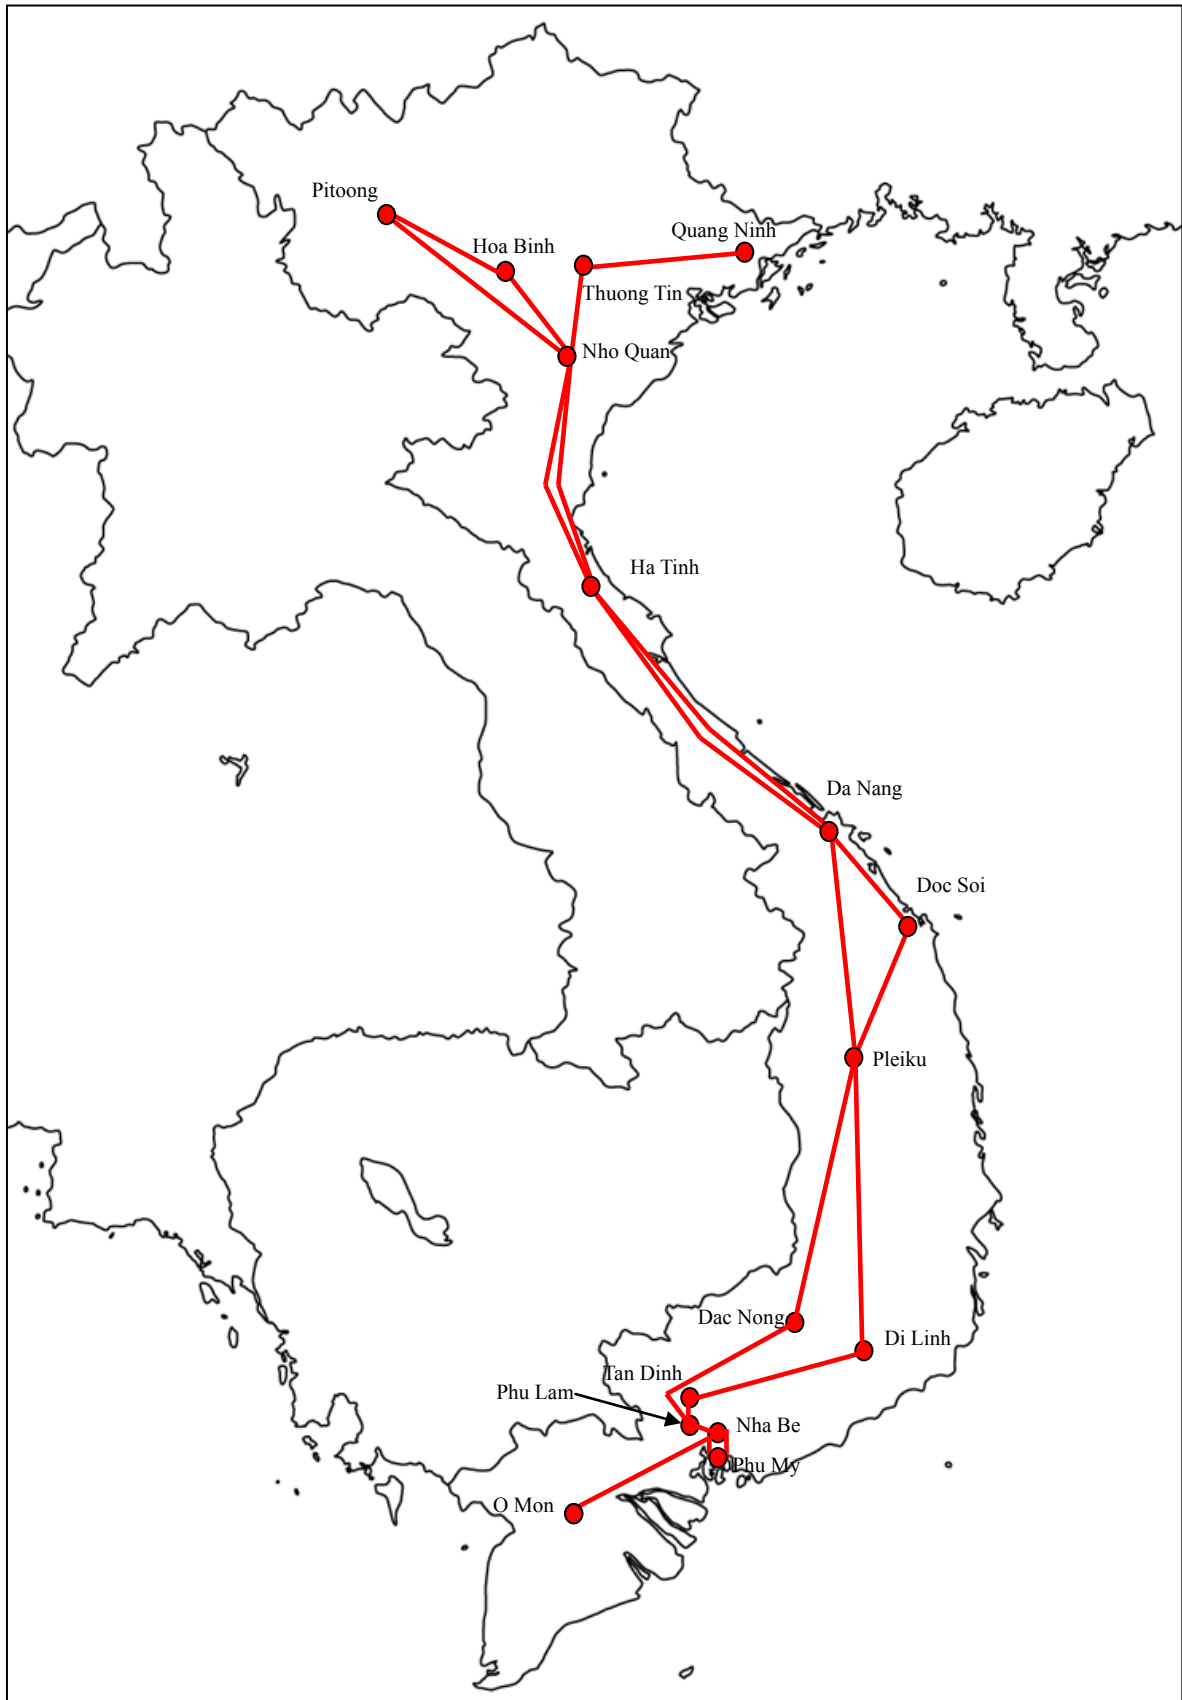 Pitoong
Quang Ninh
Hoa Binh
Thuong Tin
Nho Quan
Ha Tinh
Da Nang
Doc Soi
Pleiku
Dac Nong
Di Linh
Tan Dinh
Phu Lam
Nha Be
Phu My
O Mon